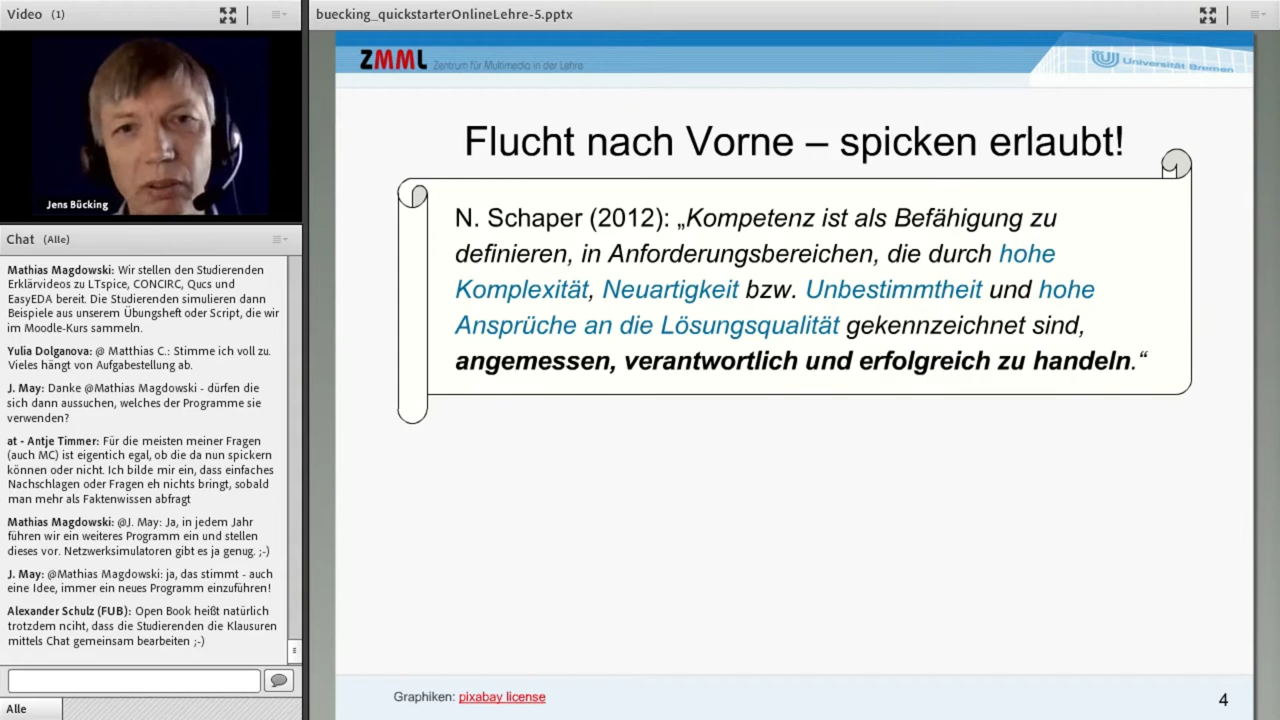 Video (1)
buecking_quickstarterOnlineLehre-5.pptx
Jens Bücking
Chat (Alle)
Mathias Magdowski: Wir stellen den Studierenden
Erklärvideos zu LTspice, CONCIRC, Qucs und
EasyEDA bereit. Die Studierenden simulieren dann
Beispiele aus unserem Übungsheft oder Script, die wir
im Moodle-Kurs sammeln.
Yulia Dolganova: @ Matthias C.: Stimme ich voll zu.
Vieles hängt von Aufgabestellung ab.
J. May: Danke @Mathias Magdowski - dürfen die
sich dann aussuchen, welches der Programme sie
verwenden?
at - Antje Timmer: Für die meisten meiner Fragen
(auch MC) ist eigentich egal, ob die da nun spickern
können oder nicht. Ich bilde mir ein, dass einfaches
Nachschlagen oder Fragen eh nichts bringt, sobald
man mehr als Faktenwissen abfragt
Mathias Magdowski: @J. May: Ja, in jedem Jahr
führen wir ein weiteres Programm ein und stellen
dieses vor. Netzwerksimulatoren gibt es ja genug. ;-)
J. May: @Mathias Magdowski: ja, das stimmt - auch
eine Idee, immer ein neues Programm einzuführen!
Alexander Schulz (FUB): Open Book heißt natürlich
trotzdem nciht, dass die Studierenden die Klausuren
mittels Chat gemeinsam bearbeiten ;-)
Alle
ZMML Zentrum für Multimedia in der Lehre
Universität Bremen
Flucht nach Vorne – spicken erlaubt!
N. Schaper (2012): „Kompetenz ist als Befähigung zu
definieren, in Anforderungsbereichen, die durch hohe
Komplexität, Neuartigkeit bzw. Unbestimmtheit und hohe
Ansprüche an die Lösungsqualität gekennzeichnet sind,
angemessen, verantwortlich und erfolgreich zu handeln.“
Graphiken: pixabay license
4